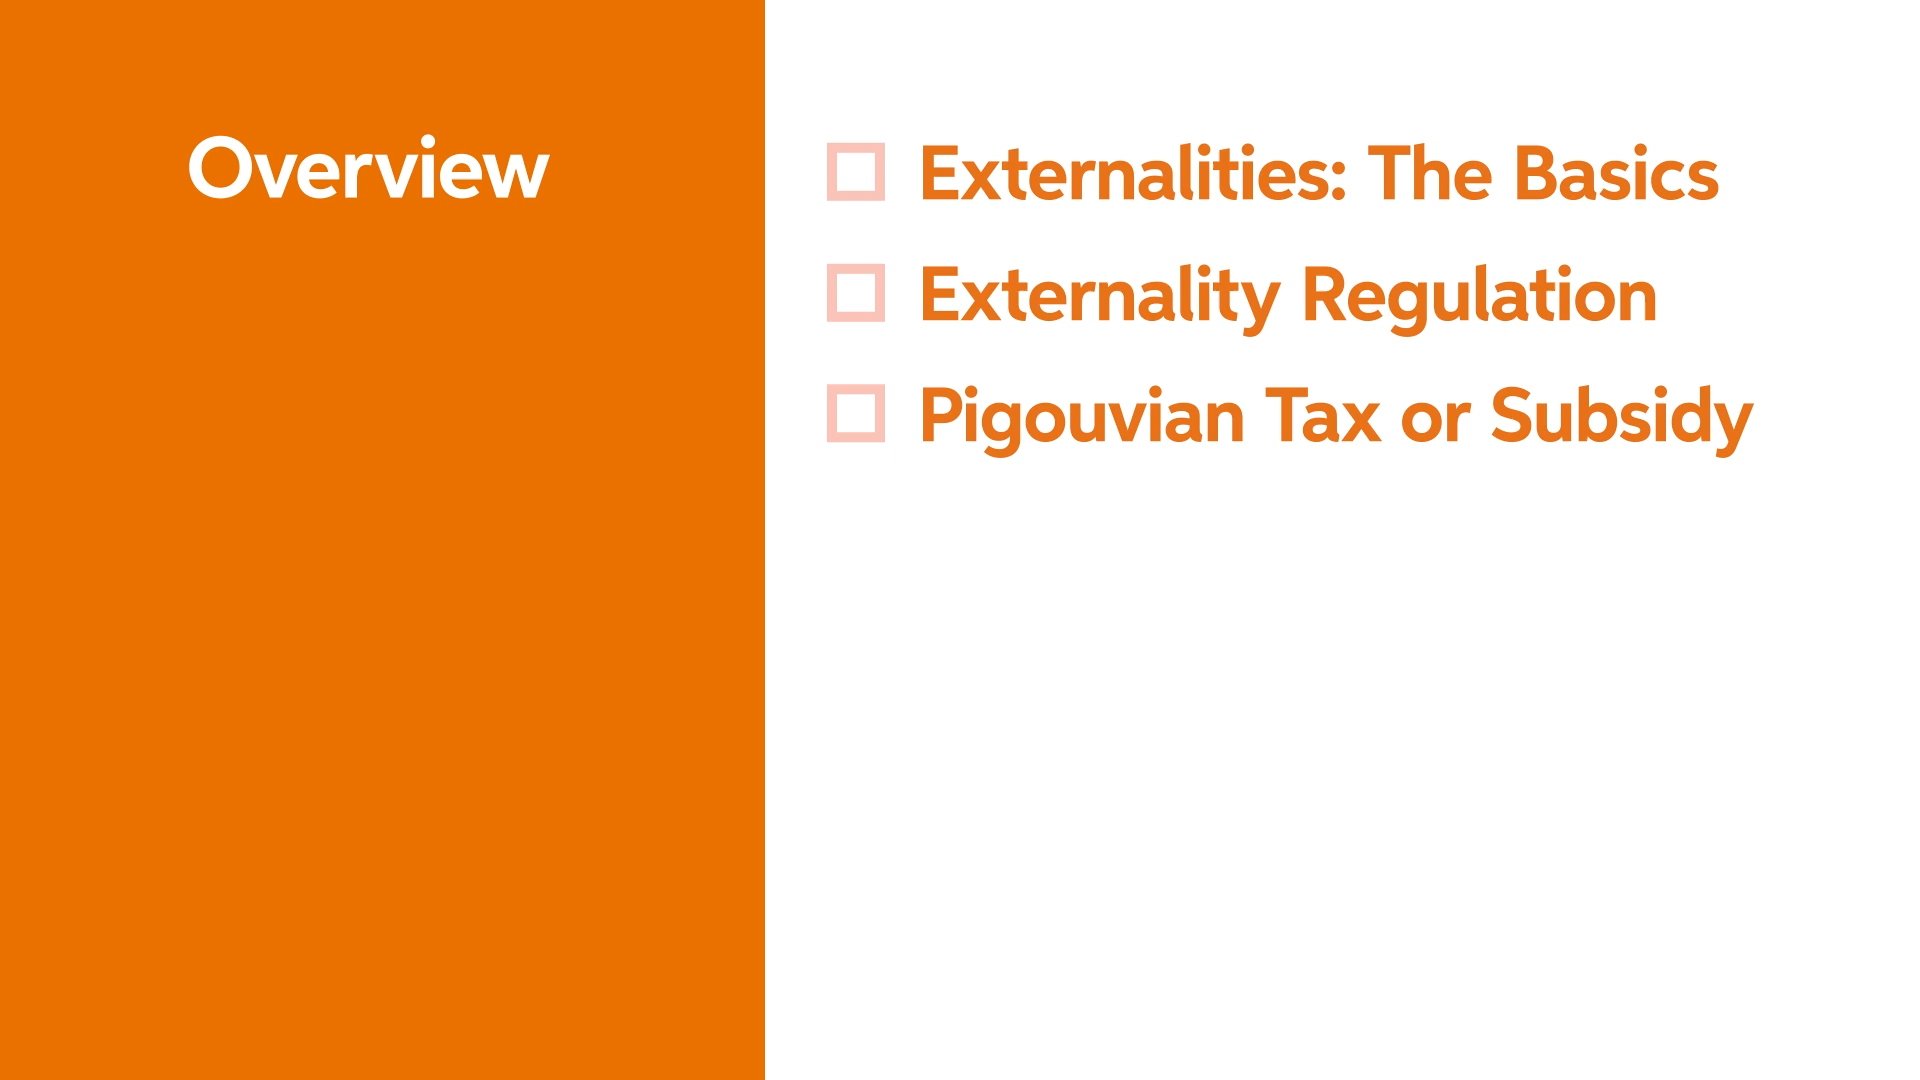 Overview
Externalities: The Basics
Externality Regulation
Pigouvian Tax or Subsidy